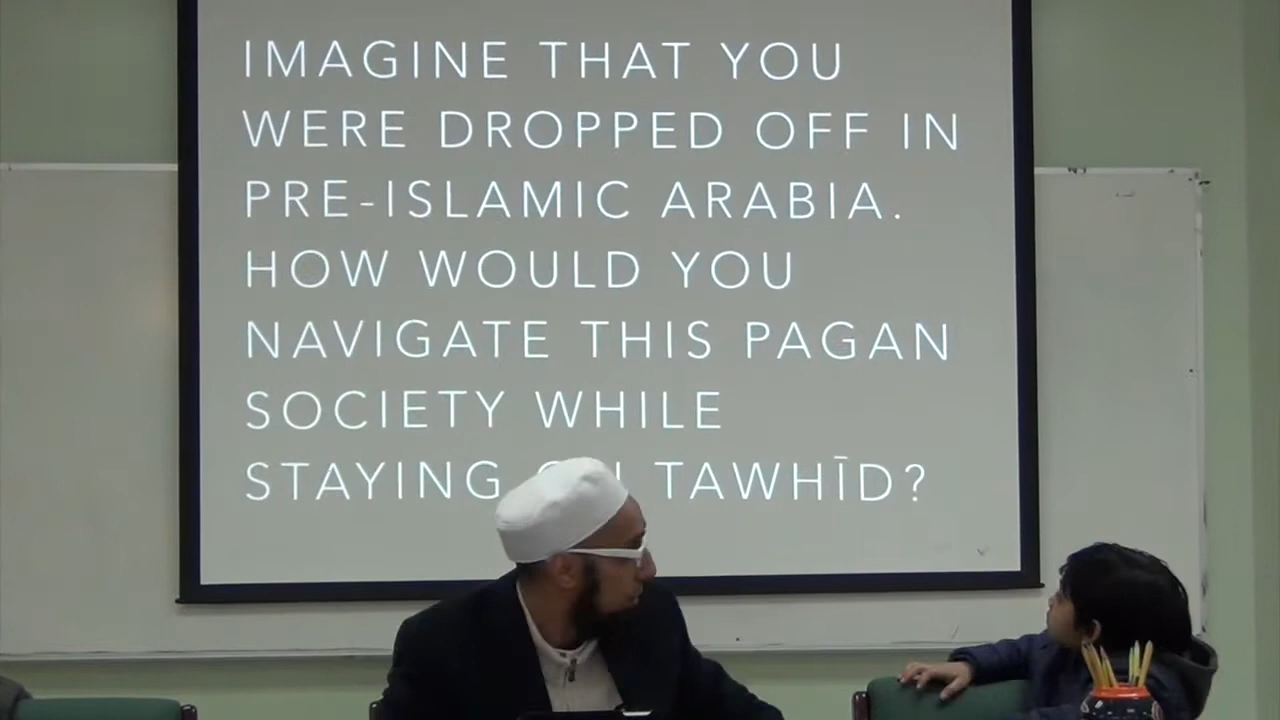 IMAGINE THAT YOU
WERE DROPPED OFF IN
PRE-ISLAMIC ARABIA.
HOW WOULD YOU
NAVIGATE THIS PAGAN
SOCIETY WHILE
STAYING TAWHĪD?